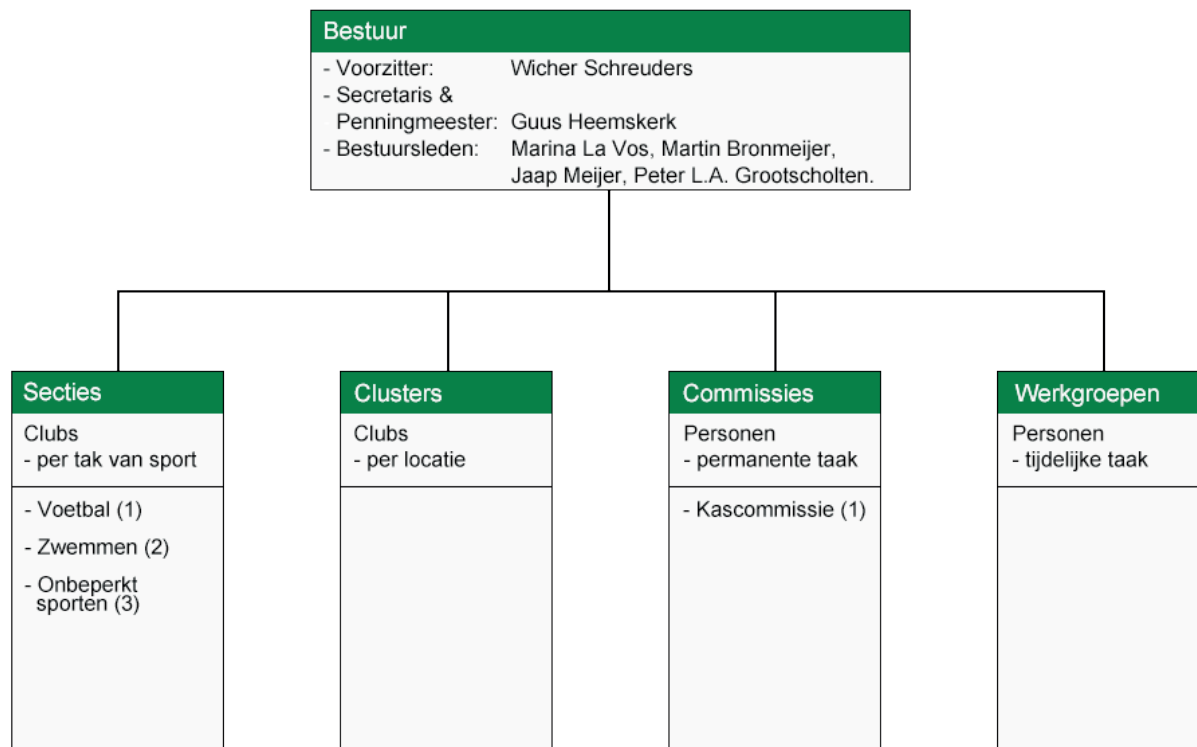 Bestuur
- Voorzitter: Wicher Schreuders
- Secretaris &
Penningmeester: Guus Heemskerk
- Bestuursleden: Marina La Vos, Martin Bronmeijer,
Jaap Meijer, Peter L.A. Grootscholten.
Secties
Clubs
- per tak van sport
- Voetbal (1)
- Zwemmen (2)
- Onbeperkt
sporten (3)
Clusters
Clubs
- per locatie
Commissies
Personen
- permanente taak
- Kascommissie (1)
Werkgroepen
Personen
- tijdelijke taak